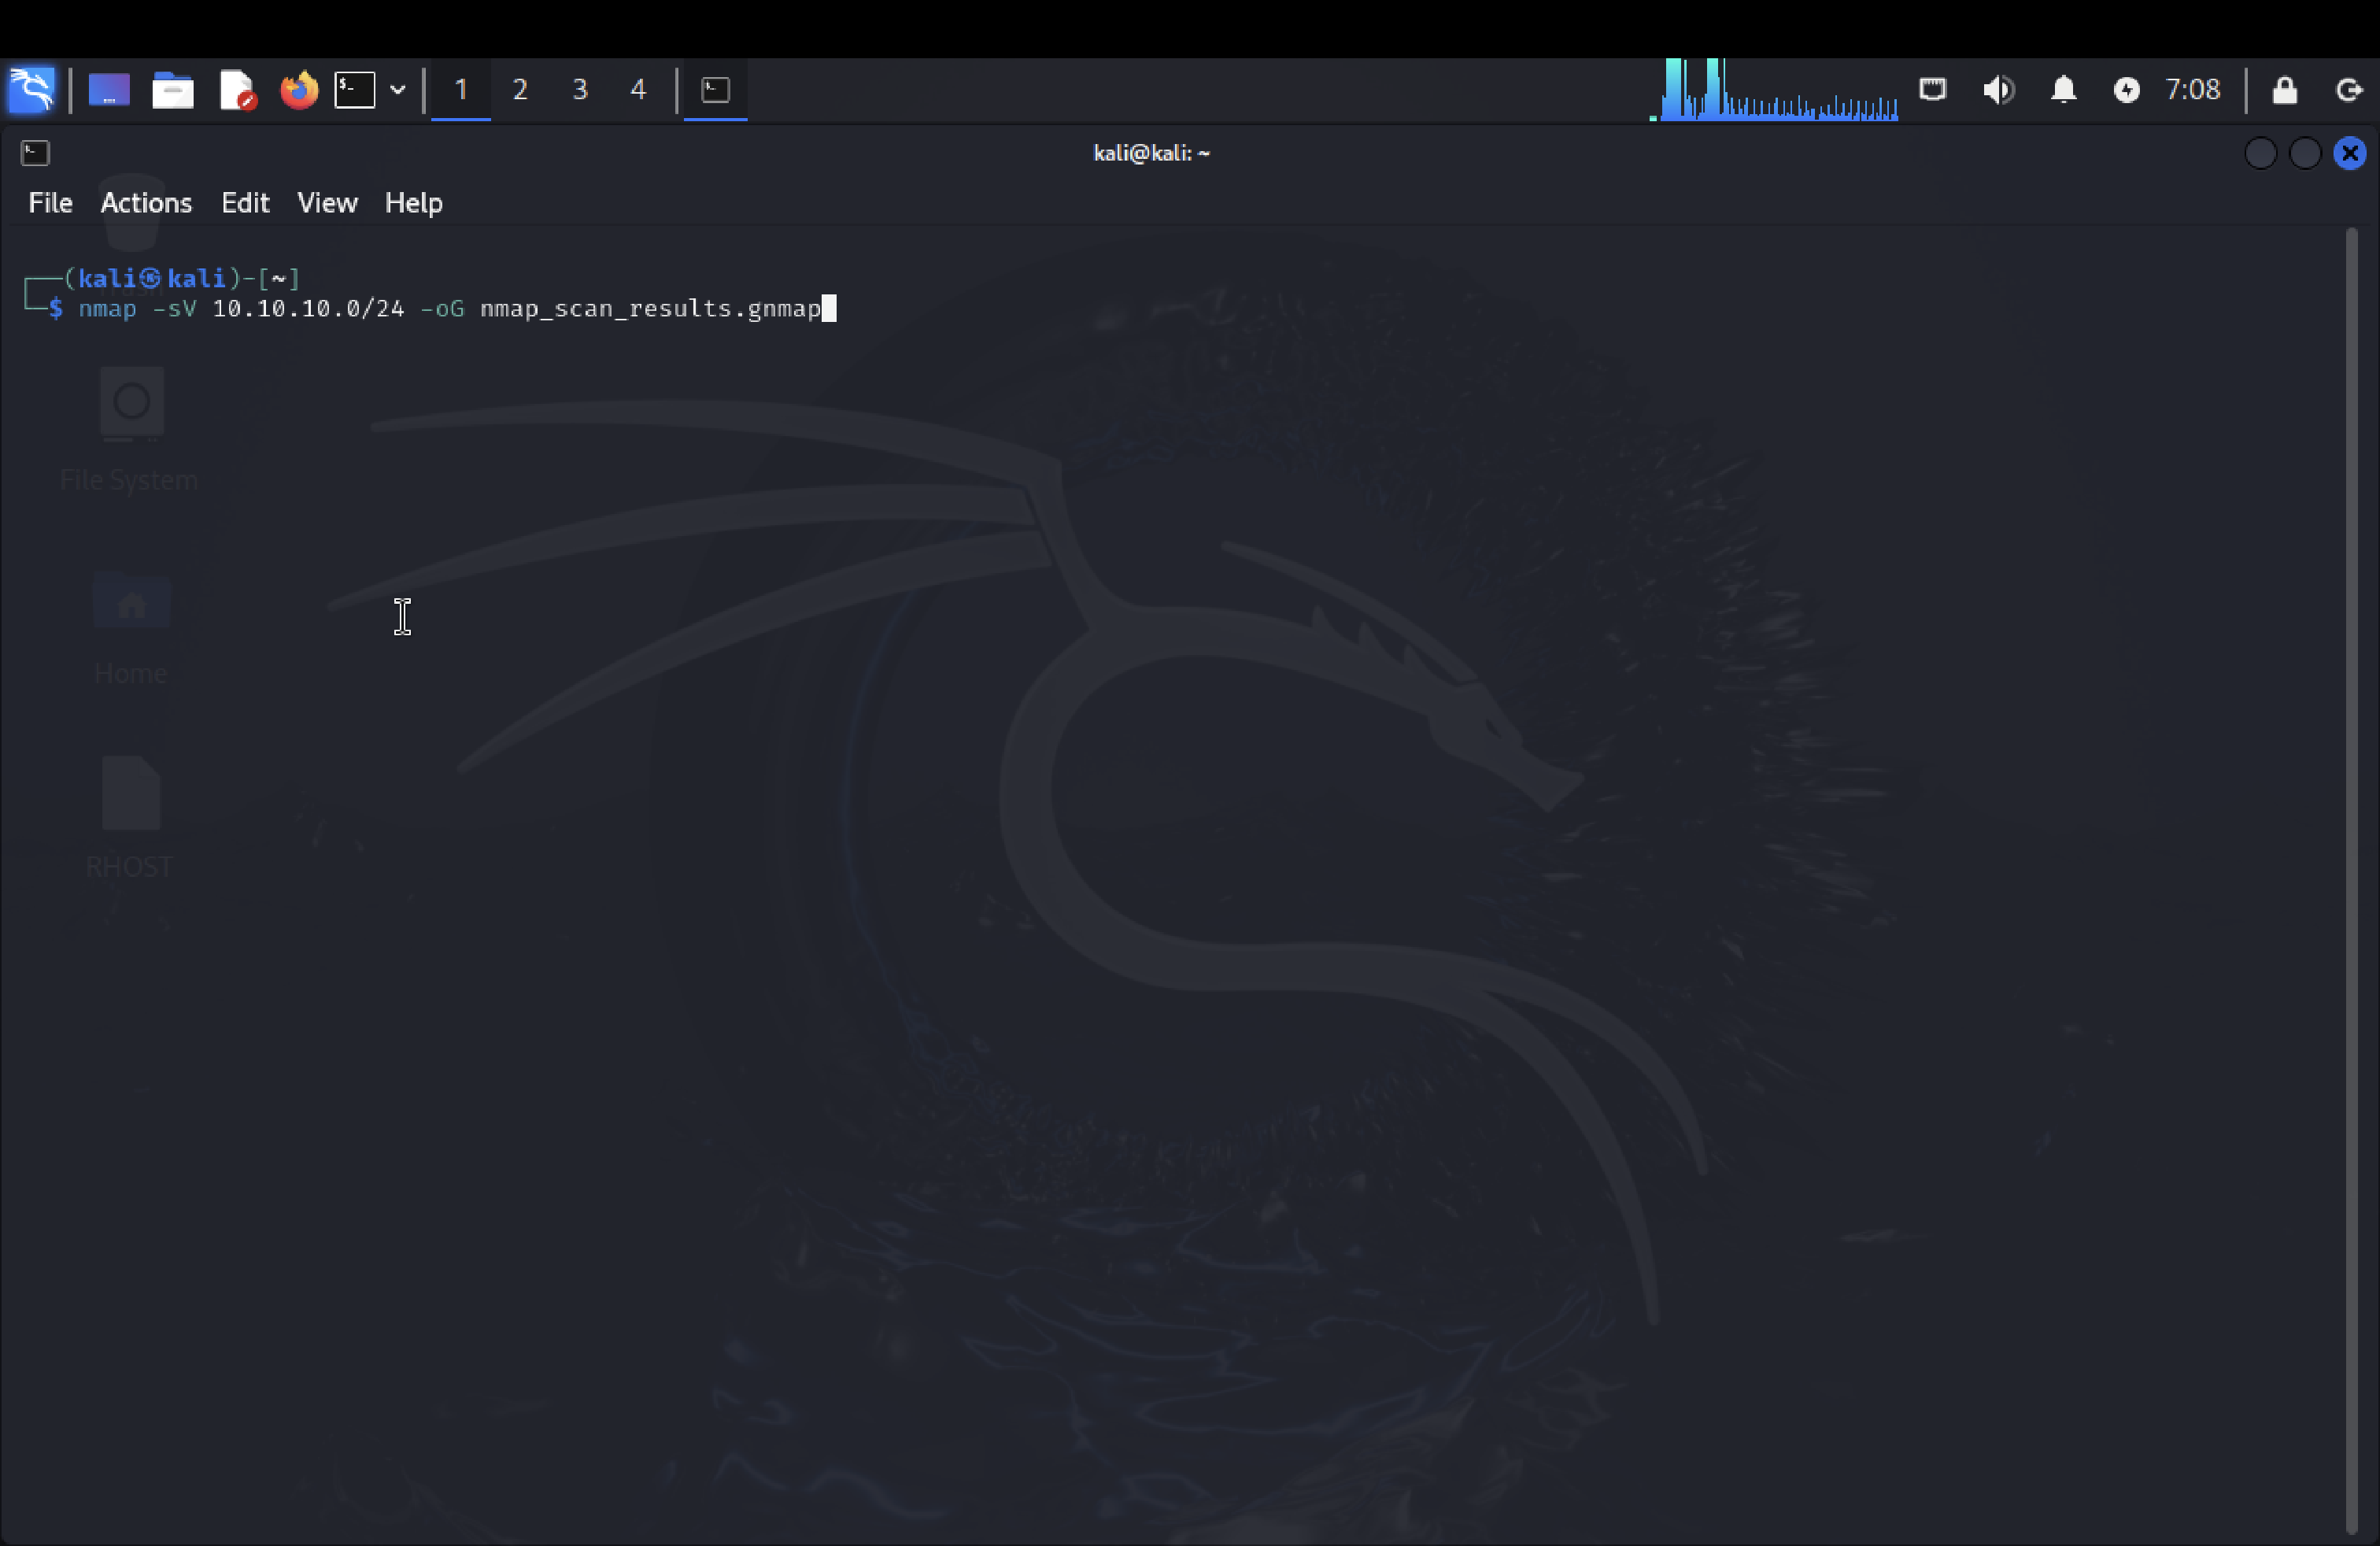 1 2 3 4 7:08
kali@kali: ~
File Actions Edit View Help
┌──(kali㉿kali)-[~]
└─$ nmap -sV 10.10.10.0/24 -oG nmap_scan_results.gnmap
File System
Home
RHOST